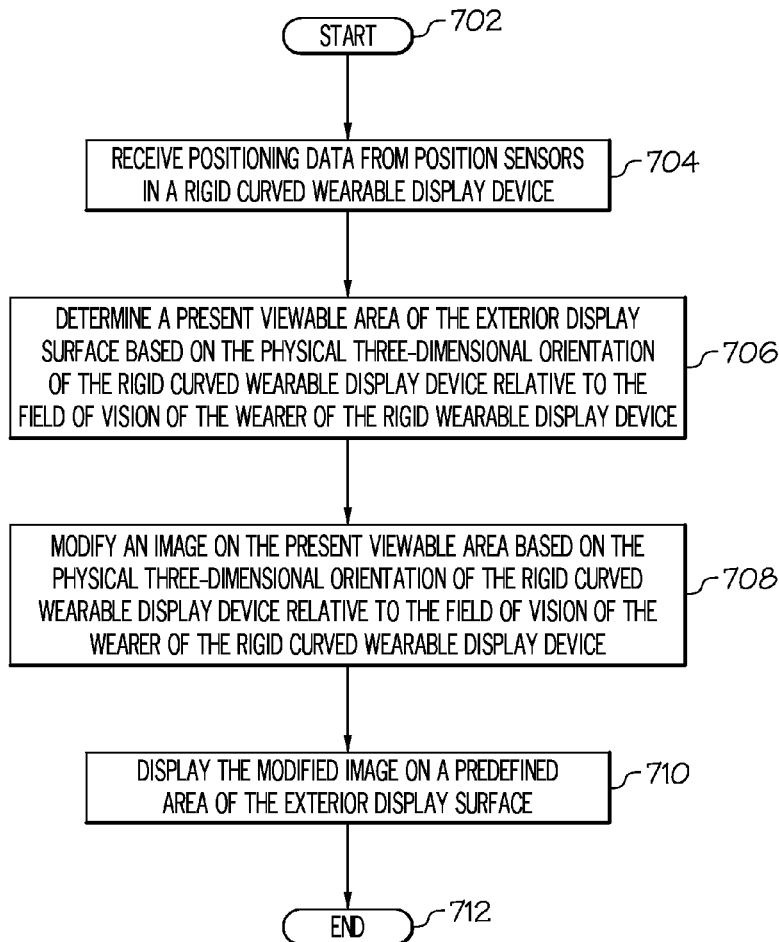 START
702
RECEIVE POSITIONING DATA FROM POSITION SENSORS
IN A RIGID CURVED WEARABLE DISPLAY DEVICE
704
DETERMINE A PRESENT VIEWABLE AREA OF THE EXTERIOR DISPLAY
SURFACE BASED ON THE PHYSICAL THREE-DIMENSIONAL ORIENTATION
OF THE RIGID CURVED WEARABLE DISPLAY DEVICE RELATIVE TO THE
FIELD OF VISION OF THE WEARER OF THE RIGID WEARABLE DISPLAY DEVICE
706
MODIFY AN IMAGE ON THE PRESENT VIEWABLE AREA BASED ON THE
PHYSICAL THREE-DIMENSIONAL ORIENTATION OF THE RIGID CURVED
WEARABLE DISPLAY DEVICE RELATIVE TO THE FIELD OF VISION OF THE
WEARER OF THE RIGID CURVED WEARABLE DISPLAY DEVICE
708
DISPLAY THE MODIFIED IMAGE ON A PREDEFINED
AREA OF THE EXTERIOR DISPLAY SURFACE
710
END
712